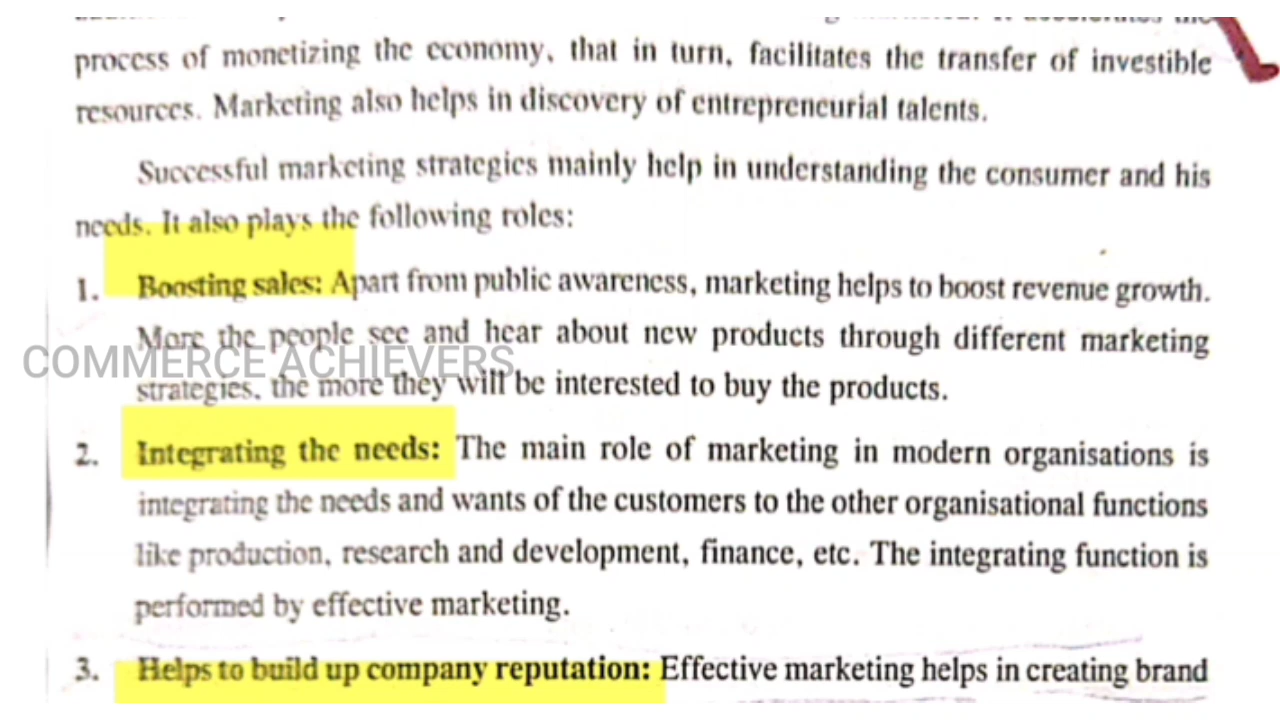 process of monetizing the economy, that in turn, facilitates the transfer of investible
resources. Marketing also helps in discovery of entrepreneurial talents.
Successful marketing strategies mainly help in understanding the consumer and his
needs. It also plays the following roles:
1. Boosting sales: Apart from public awareness, marketing helps to boost revenue growth.
More the people see and hear about new products through different marketing
COMMERCE ACHIEVERS
strategies, the more they will be interested to buy the products.
2. Integrating the needs: The main role of marketing in modern organisations is
integrating the needs and wants of the customers to the other organisational functions
like production, research and development, finance, etc. The integrating function is
performed by effective marketing.
3. Helps to build up company reputation: Effective marketing helps in creating brand